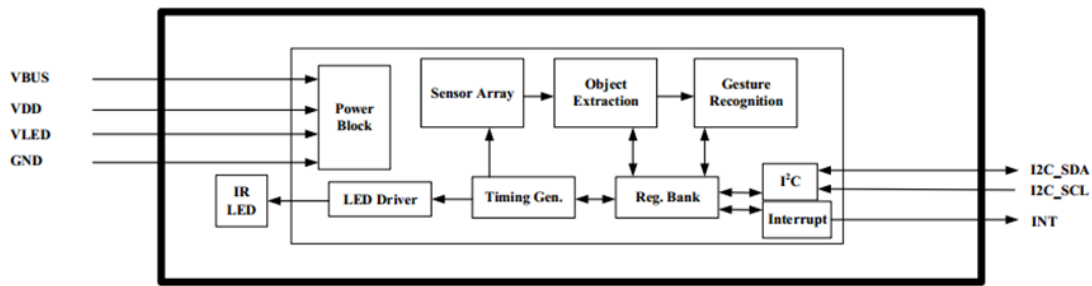 VBUS
VDD
VLED
GND
Power
Block
Sensor Array
Object
Extraction
Gesture
Recognition
IR
LED
LED Driver
Timing Gen.
Reg. Bank
I²C
Interrupt
I2C_SDA
I2C_SCL
INT